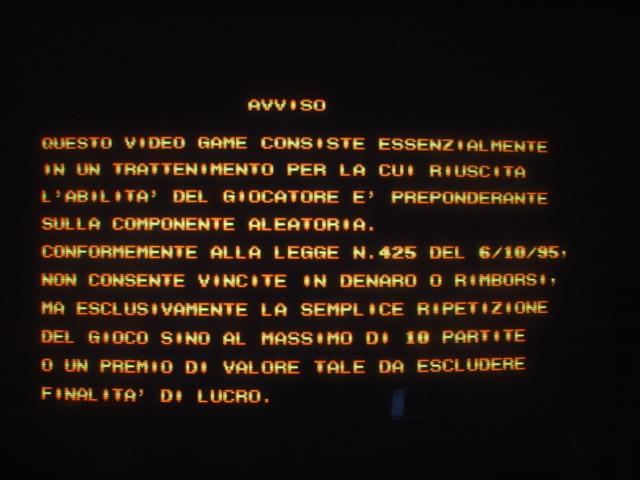 AVVISO
QUESTO VIDEO GAME CONSISTE ESSENZIALMENTE
IN UN TRATTENIMENTO PER LA CUI RIUSCITA
L'ABILITA' DEL GIOCATORE E' PREPONDERANTE
SULLA COMPONENTE ALEATORIA.
CONFORMEMENTE ALLA LEGGE N.425 DEL 6/10/95,
NON CONSENTE VINCITE IN DENARO O RIMBORSI,
MA ESCLUSIVAMENTE LA SEMPLICE RIPETIZIONE
DEL GIOCO SINO AL MASSIMO DI 10 PARTITE
O UN PREMIO DI VALORE TALE DA ESCLUDERE
FINALITA' DI LUCRO.